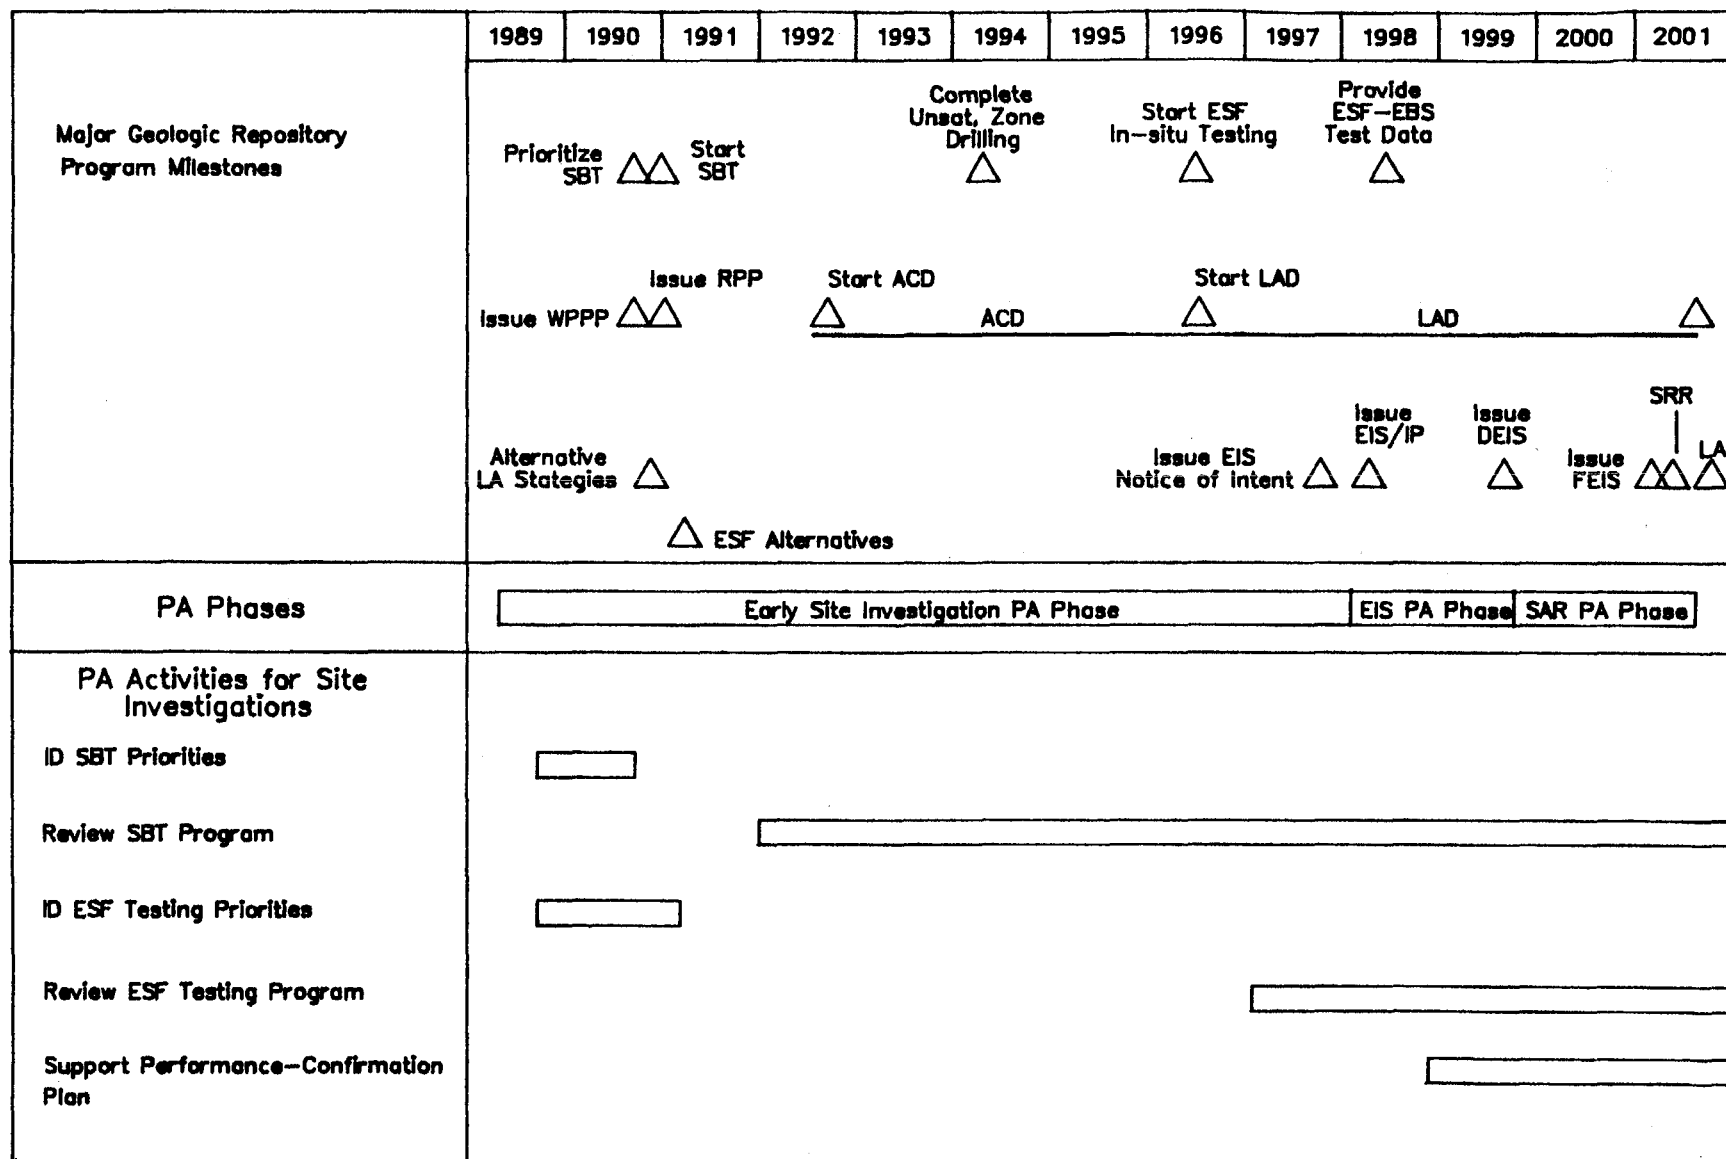 1989 1990 1991 1992 1993 1994 1995 1996 1997 1998 1999 2000 2001
Major Geologic Repository
Program Milestones
Prioritize
SBT
Start
SBT
Complete
Unsat. Zone
Drilling
Start ESF
In-situ Testing
Provide
ESF-EBS
Test Data
Issue WPPP
Issue RPP
Start ACD
ACD
Start LAD
LAD
Alternative
LA Stategies
Issue EIS
Notice of intent
Issue
EIS/IP
Issue
DEIS
Issue
FEIS
SRR
LA
ESF Alternatives
PA Phases
Early Site Investigation PA Phase
EIS PA Phase
SAR PA Phase
PA Activities for Site
Investigations
ID SBT Priorities
Review SBT Program
ID ESF Testing Priorities
Review ESF Testing Program
Support Performance-Confirmation
Plan